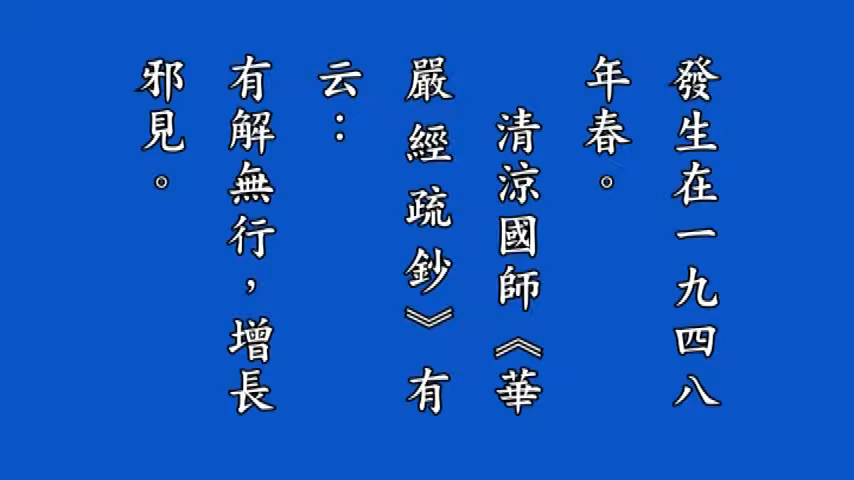 發生在一九四八
年春。
清涼國師《華
嚴經疏鈔》有
云：
有解無行，增長
邪見。